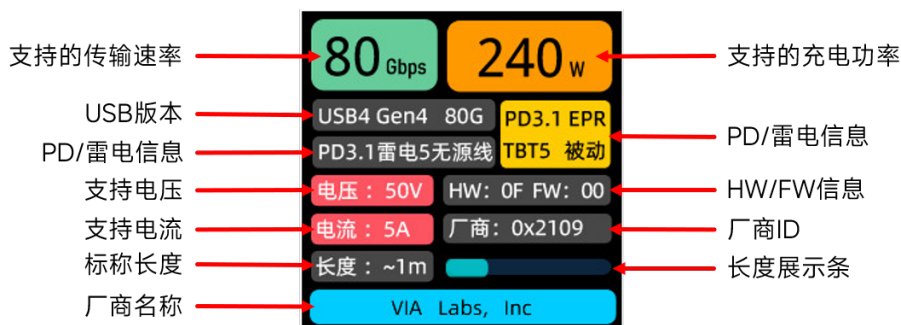 支持的传输速率
80 Gbps
240 W
支持的充电功率
USB版本
USB4 Gen4 80G
PD3.1 EPR
TBT5 被动
PD/雷电信息
PD/雷电信息
PD3.1雷电5无源线
支持电压
电压：50V
HW：0F FW：00
HW/FW信息
支持电流
电流：5A
厂商：0x2109
厂商ID
标称长度
长度：~1m
长度展示条
厂商名称
VIA Labs, Inc